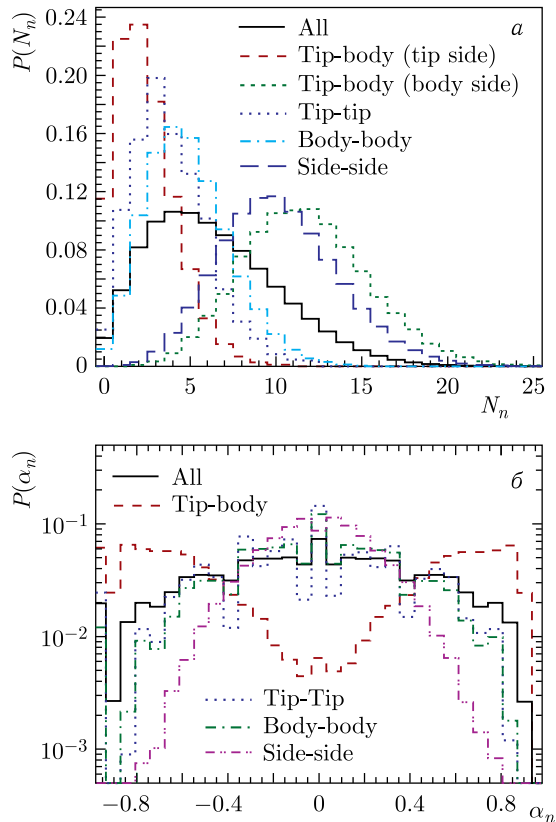 P(N_n)
а
0.24
0.20
0.16
0.12
0.08
0.04
0
All
Tip-body (tip side)
Tip-body (body side)
Tip-tip
Body-body
Side-side
0 5 10 15 20 25
N_n
P(α_n)
б
All
Tip-body
10^{-1}
10^{-2}
10^{-3}
Tip-Tip
Body-body
Side-side
−0.8 −0.4 0 0.4 0.8 α_n